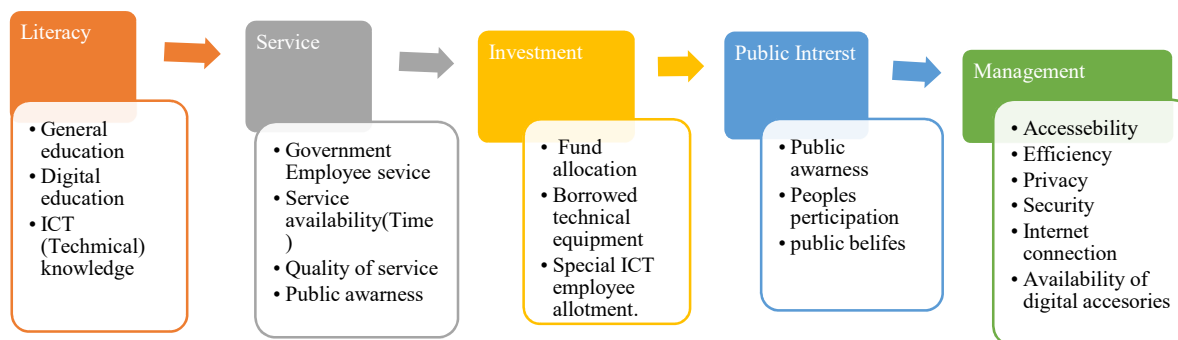 Literacy
• General
education
• Digital
education
• ICT
(Technical)
knowledge
Service
• Government
Employee sevice
• Service
availability(Time
)
• Quality of service
• Public awarness
Investment
• Fund
allocation
• Borrowed
technical
equipment
• Special ICT
employee
allotment.
Public Intrerst
• Public
awarness
• Peoples
perticipation
• public belifes
Management
• Accessebility
• Efficiency
• Privacy
• Security
• Internet
connection
• Availability of
digital accesories